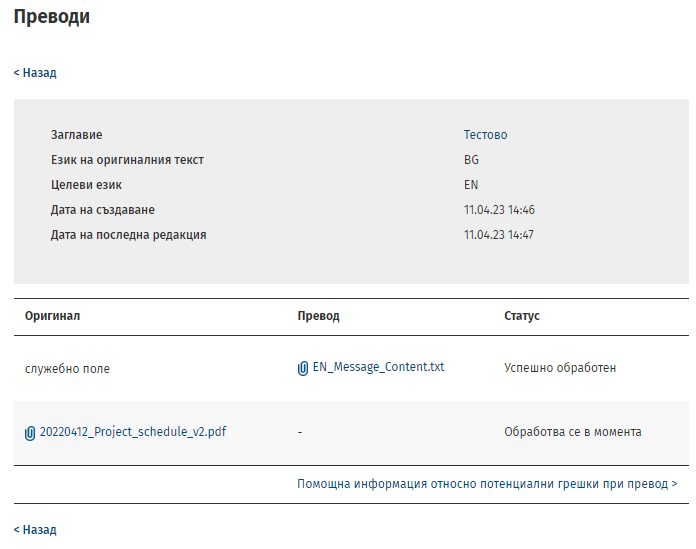 Преводи
< Назад
Заглавие Тестово
Език на оригиналния текст BG
Целеви език EN
Дата на създаване 11.04.23 14:46
Дата на последна редакция 11.04.23 14:47
Оригинал Превод Статус
служебно поле EN_Message_Content.txt Успешно обработен
20220412_Project_schedule_v2.pdf - Обработва се в момента
Помощна информация относно потенциални грешки при превод >
< Назад